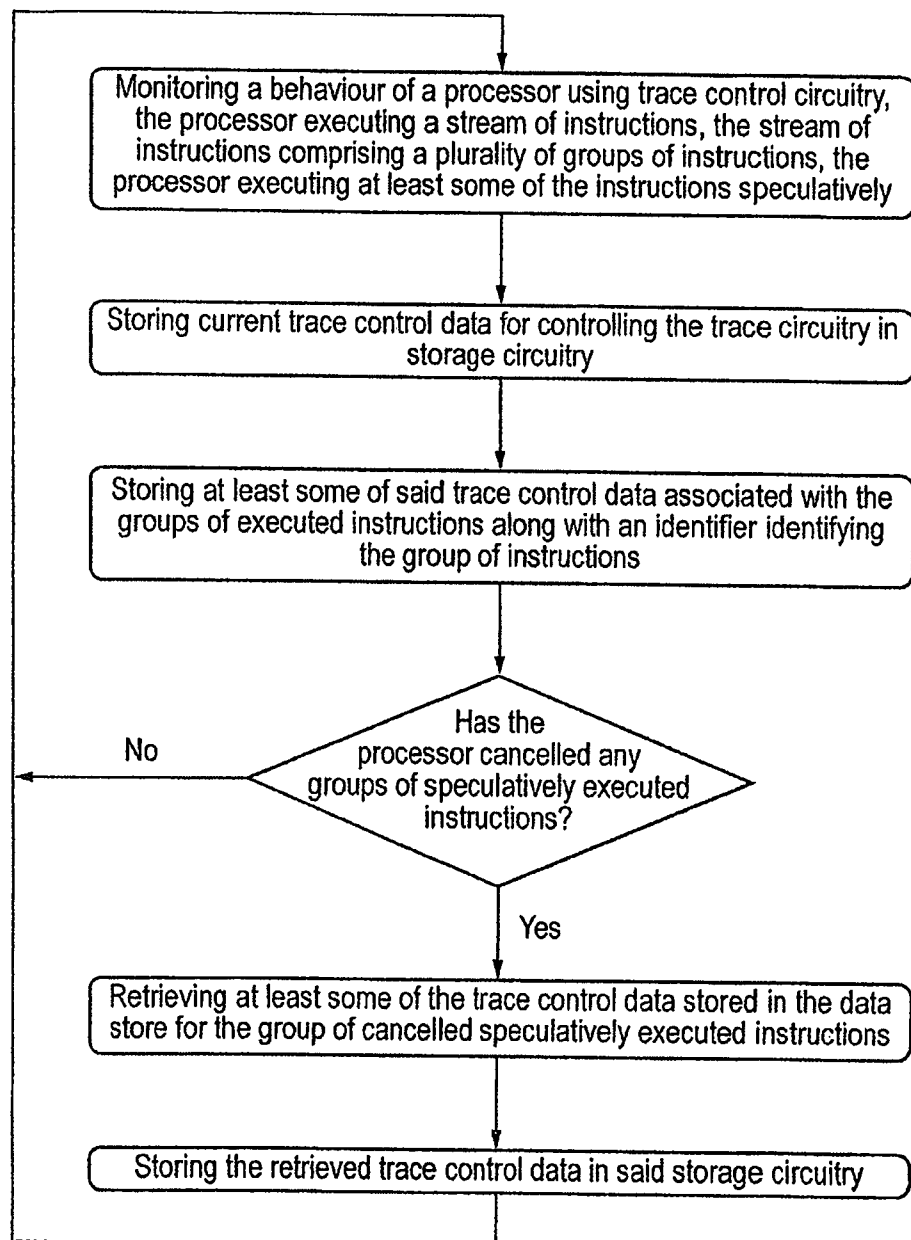 Monitoring a behaviour of a processor using trace control circuitry,
the processor executing a stream of instructions, the stream of
instructions comprising a plurality of groups of instructions, the
processor executing at least some of the instructions speculatively
Storing current trace control data for controlling the trace circuitry in
storage circuitry
Storing at least some of said trace control data associated with the
groups of executed instructions along with an identifier identifying
the group of instructions
Has the
processor cancelled any
groups of speculatively executed
instructions?
No
Yes
Retrieving at least some of the trace control data stored in the data
store for the group of cancelled speculatively executed instructions
Storing the retrieved trace control data in said storage circuitry